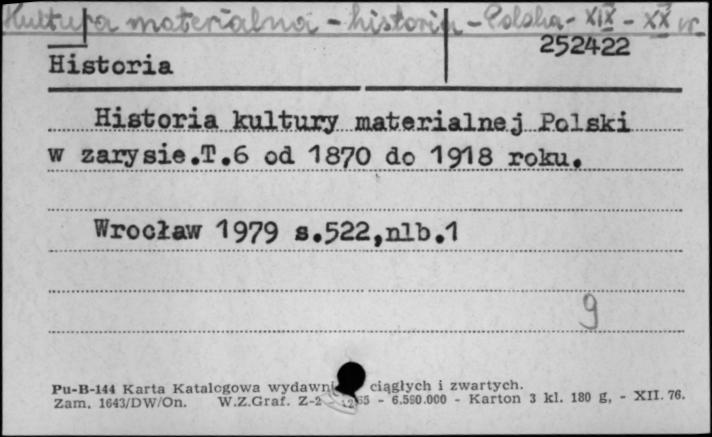 Kultura materialna - historia - Polska - XIX - XX w.
252422
Historia
Historia kultury materialnej Polski
w zarysie.T.6 od 1870 do 1918 roku.
Wrocław 1979 s.522,nlb.1
9
Pu-B-144 Karta Katalogowa ciągłych i zwartych.
Zam. 1643/DW/On. W.Z.Graf. Z-2 - 6.590.000 - Karton 3 kl. 180 g, - XII. 76.